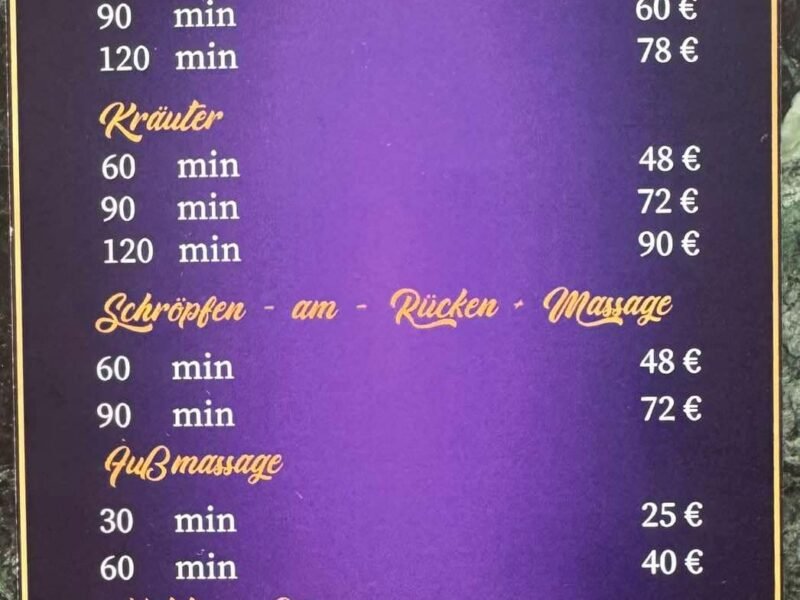 90 min 60 €
120 min 78 €
Kräuter
60 min 48 €
90 min 72 €
120 min 90 €
Schröpfen - am - Rücken + Massage
60 min 48 €
90 min 72 €
Fußmassage
30 min 25 €
60 min 40 €